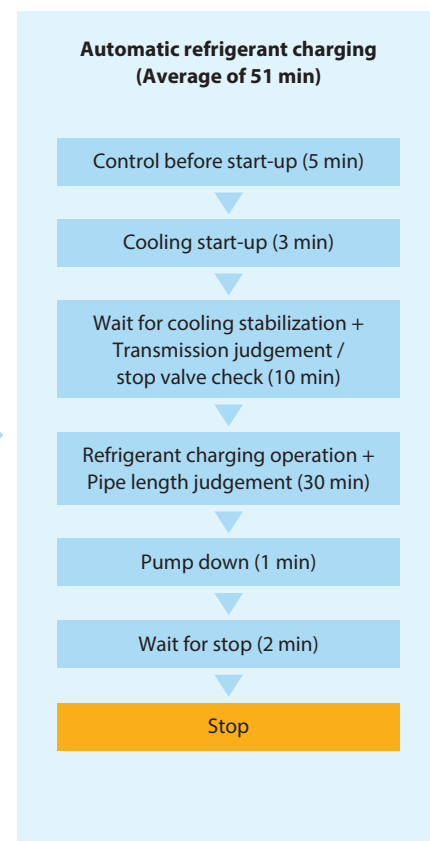 Automatic refrigerant charging
(Average of 51 min)
Control before start-up (5 min)
Cooling start-up (3 min)
Wait for cooling stabilization +
Transmission judgement /
stop valve check (10 min)
Refrigerant charging operation +
Pipe length judgement (30 min)
Pump down (1 min)
Wait for stop (2 min)
Stop